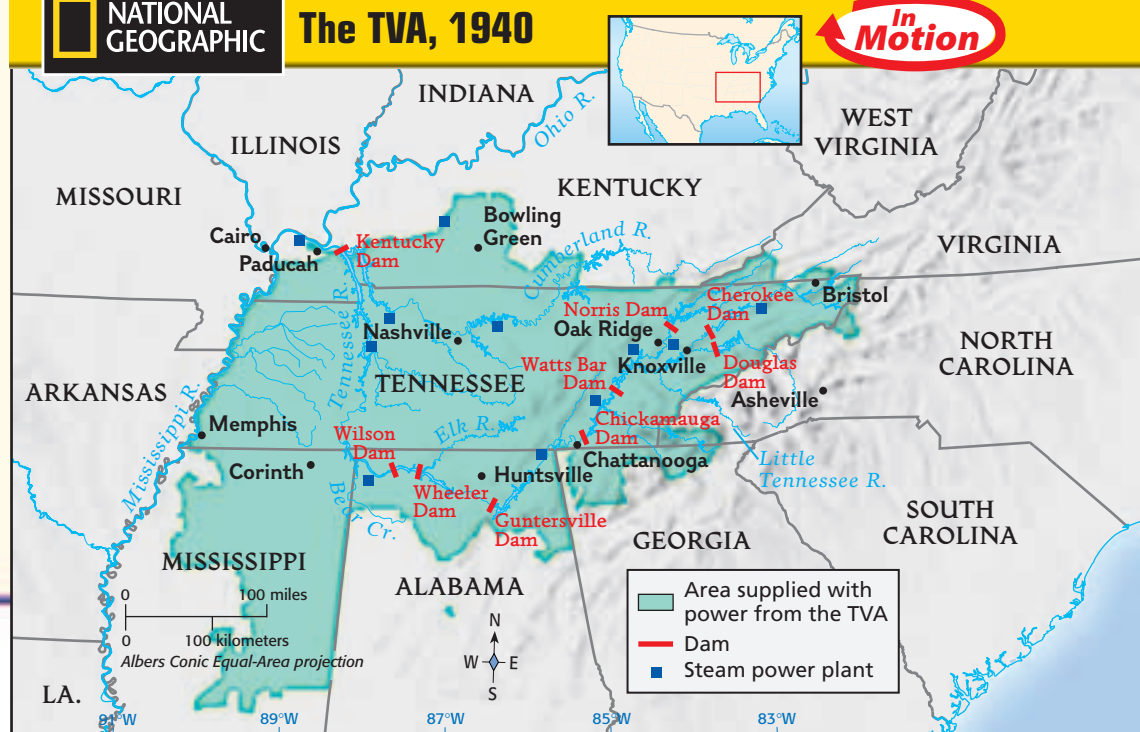 NATIONAL
GEOGRAPHIC
The TVA, 1940
In
Motion
INDIANA
Ohio R.
WEST
VIRGINIA
ILLINOIS
MISSOURI
KENTUCKY
Bowling
Green
Cairo
Kentucky
Dam
Paducah
Cumberland R.
VIRGINIA
Cherokee
Dam
Bristol
Norris Dam
Oak Ridge
Nashville
Tennessee R.
Knoxville
NORTH
CAROLINA
Watts Bar
Dam
Douglas
Dam
TENNESSEE
ARKANSAS
Asheville
Mississippi R.
Memphis
Chickamauga
Dam
Elk R.
Wilson
Dam
Chattanooga
Little
Tennessee R.
Corinth
Huntsville
Wheeler
Dam
Bear Cr.
Guntersville
Dam
SOUTH
CAROLINA
GEORGIA
MISSISSIPPI
ALABAMA
0 100 miles
0 100 kilometers
Albers Conic Equal-Area projection
N
W E
S
Area supplied with
power from the TVA
Dam
Steam power plant
LA.
91°W 89°W 87°W 85°W 83°W